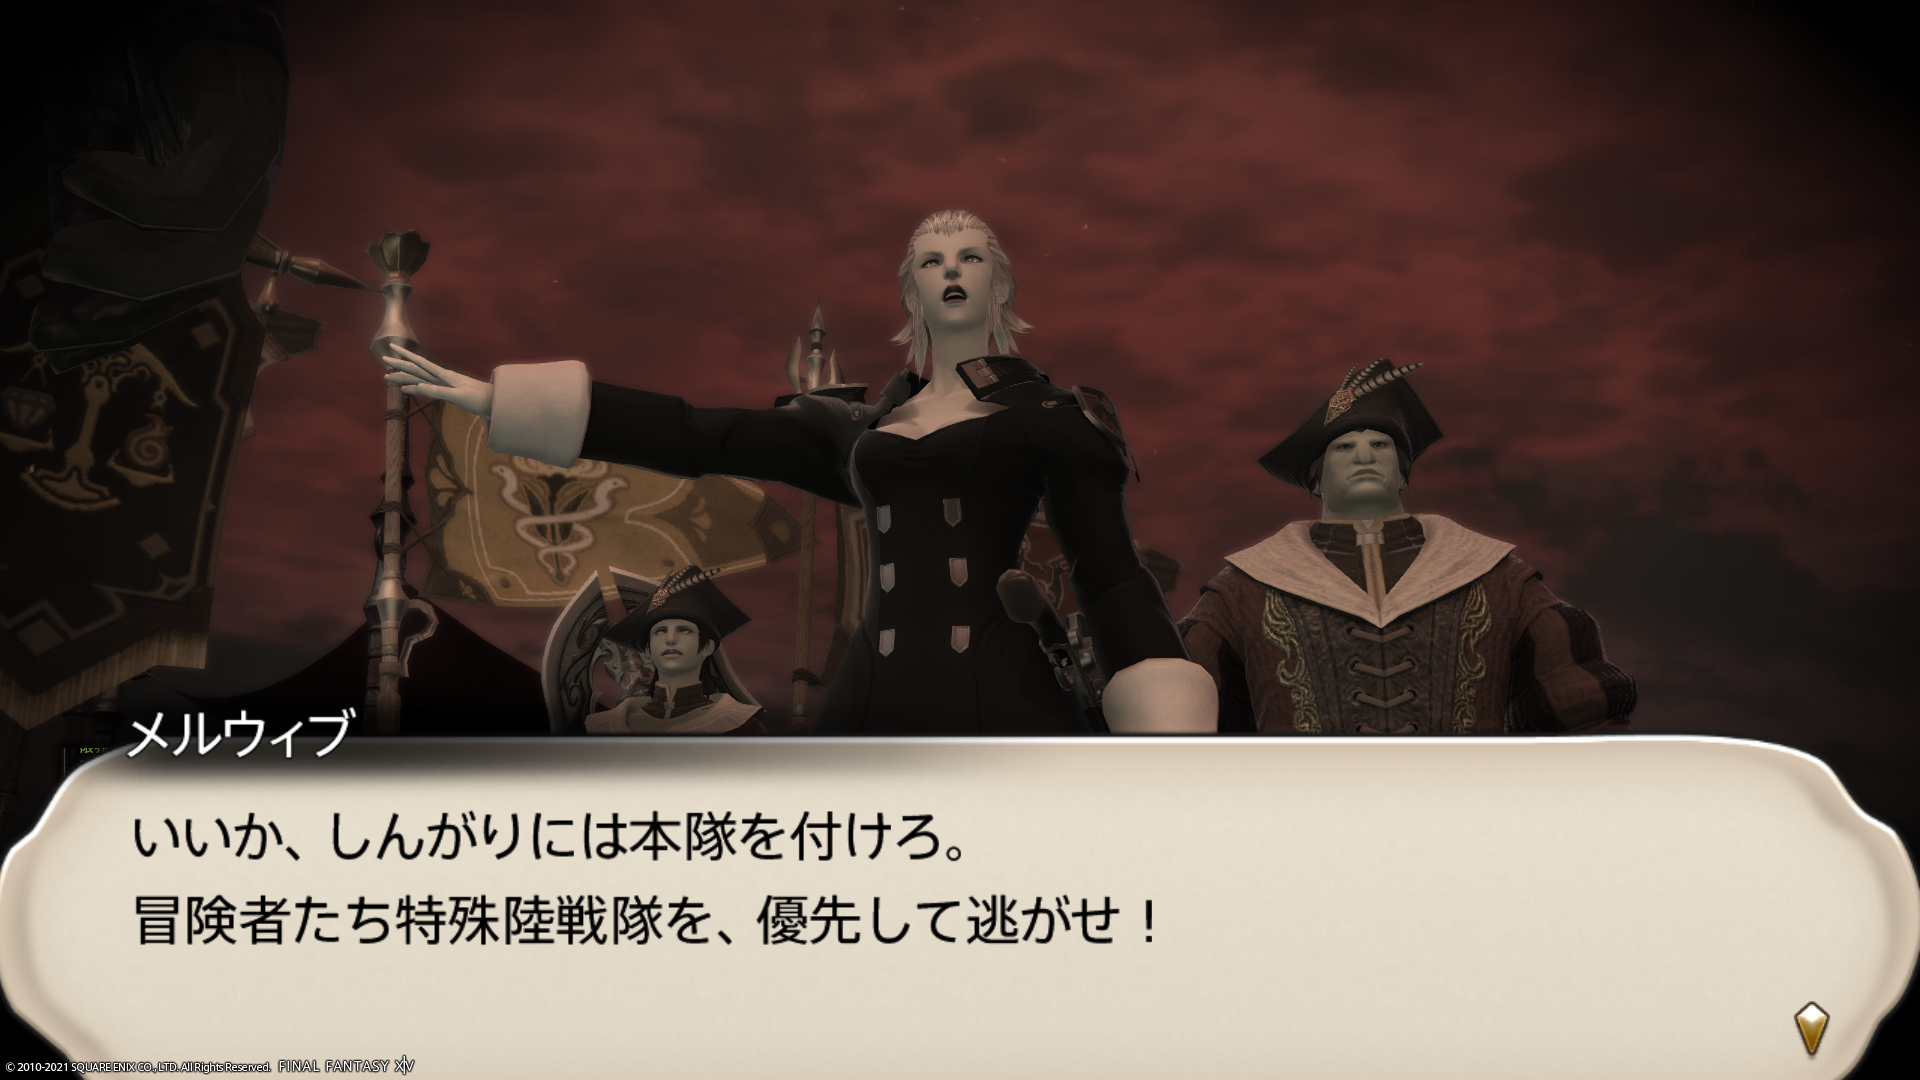 メルウィブ
いいか、しんがりには本隊を付けろ。
冒険者たち特殊陸戦隊を、優先して逃がせ！
© 2010-2021 SQUARE ENIX CO., LTD. All Rights Reserved. FINAL FANTASY XIV